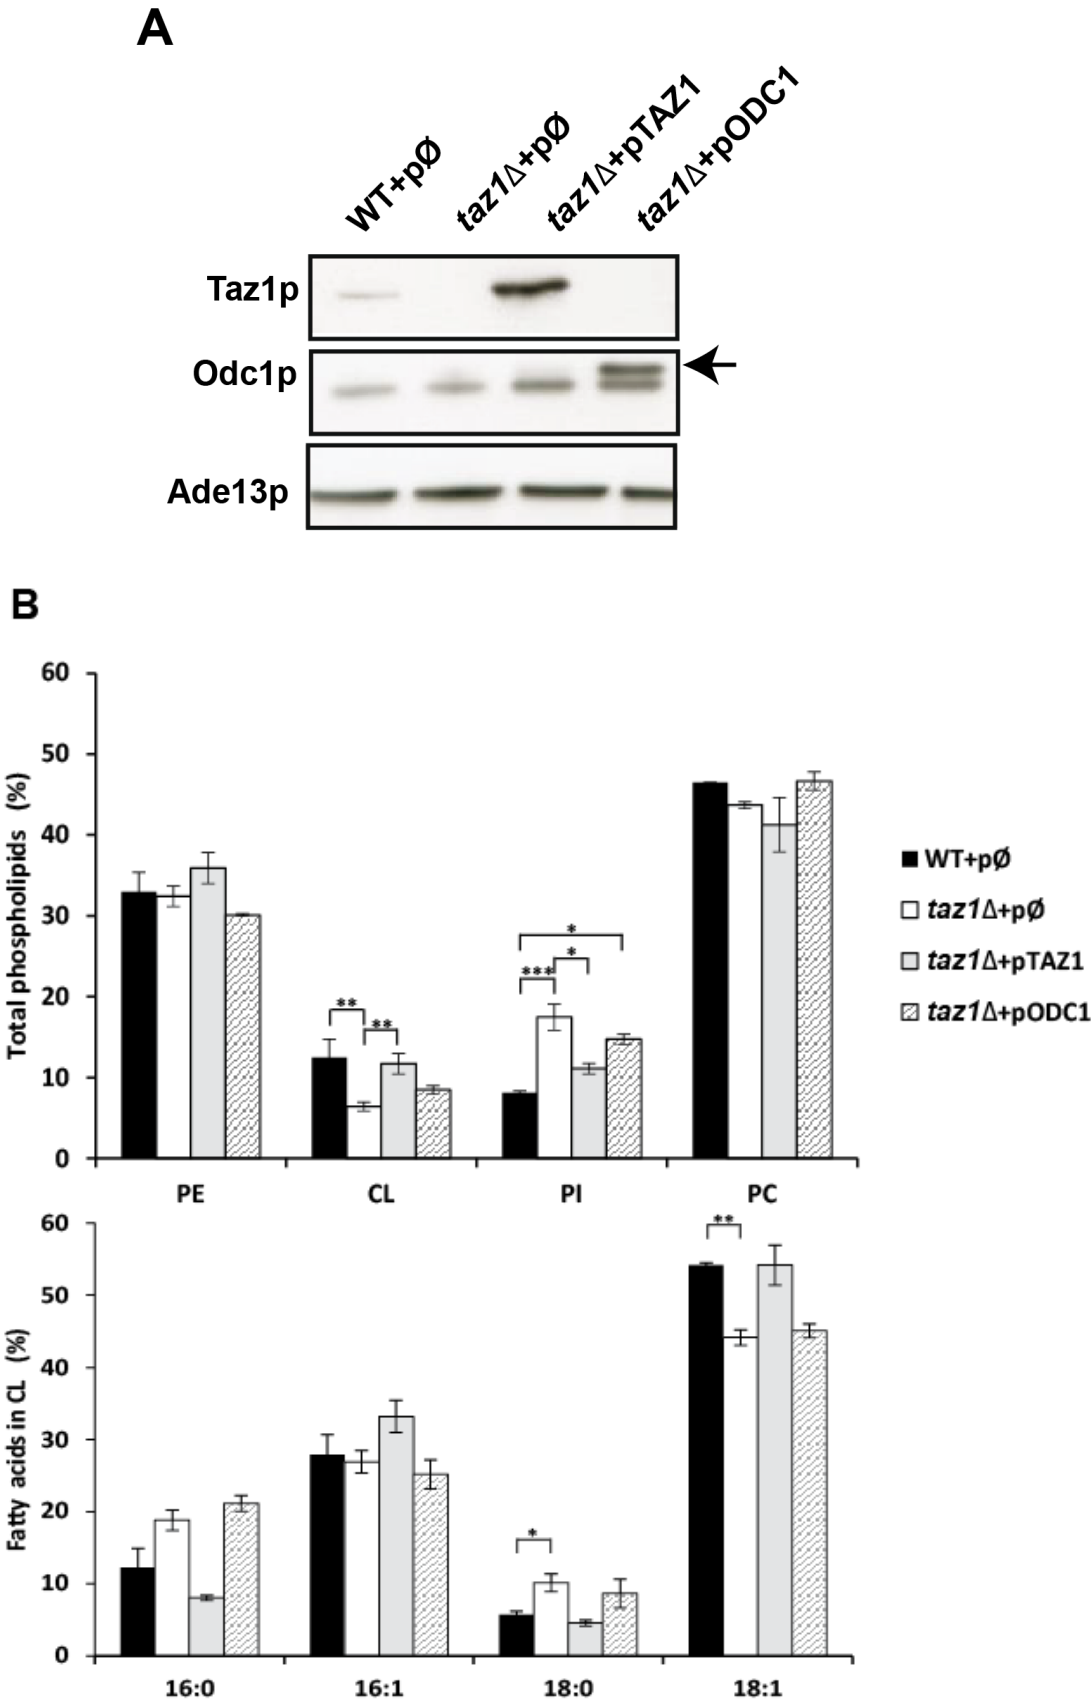 A
WT+pØ
taz1Δ+pØ
taz1Δ+pTAZ1
taz1Δ+pODC1
Taz1p
Odc1p
Ade13p
B
60
50
40
30
20
10
0
Total phospholipids (%)
** **
*** * *
PE CL PI PC
WT+pØ
taz1Δ+pØ
taz1Δ+pTAZ1
taz1Δ+pODC1
60
50
40
30
20
10
0
Fatty acids in CL (%)
*
**
16:0 16:1 18:0 18:1